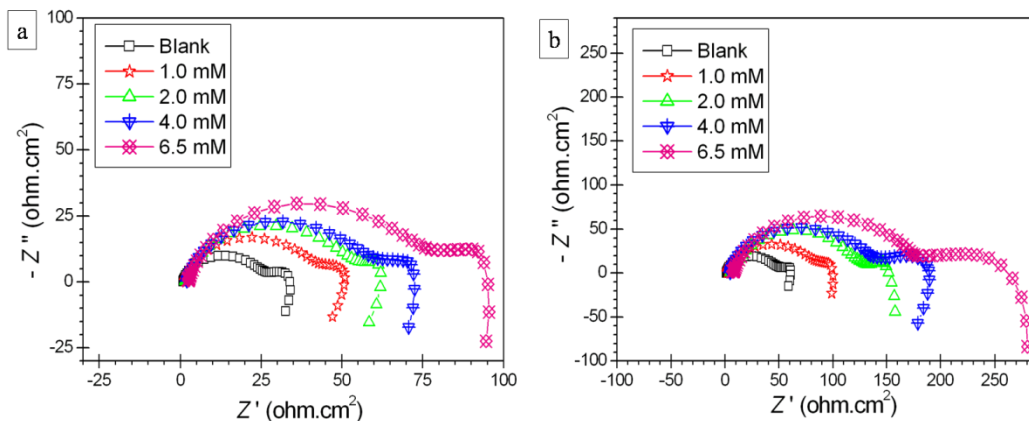 a
Blank
1.0 mM
2.0 mM
4.0 mM
6.5 mM
100
75
50
25
0
-25
- Z " (ohm.cm2)
-25 0 25 50 75 100
Z ' (ohm.cm2)
b
Blank
1.0 mM
2.0 mM
4.0 mM
6.5 mM
250
200
150
100
50
0
-50
-100
- Z " (ohm.cm2)
-100 -50 0 50 100 150 200 250
Z ' (ohm.cm2)